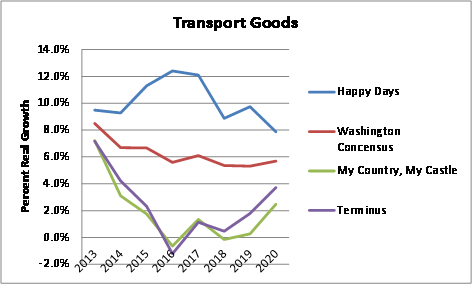 Transport Goods
Percent Real Growth
14.0%
12.0%
10.0%
8.0%
6.0%
4.0%
2.0%
0.0%
-2.0%
2013
2014
2015
2016
2017
2018
2019
2020
Happy Days
Washington
Concensus
My Country, My Castle
Terminus